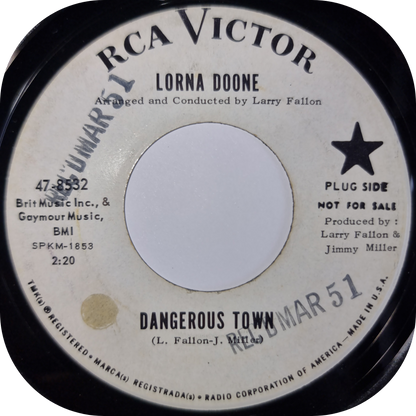 RCA VICTOR
LORNA DOONE
Arranged and Conducted by Larry Fallon
REC'D MAR 51
47-8532
Brit Music Inc., &
Gaymour Music,
BMI
SPKM-1853
2:20
PLUG SIDE
NOT FOR SALE
Produced by :
Larry Fallon &
Jimmy Miller
DANGEROUS TOWN
(L. Fallon-J. Miller)
REC'D MAR 51
TMK(s) ® REGISTERED • MARCA(s) REGISTRADA(s) • RADIO CORPORATION OF AMERICA—MADE IN U.S.A.